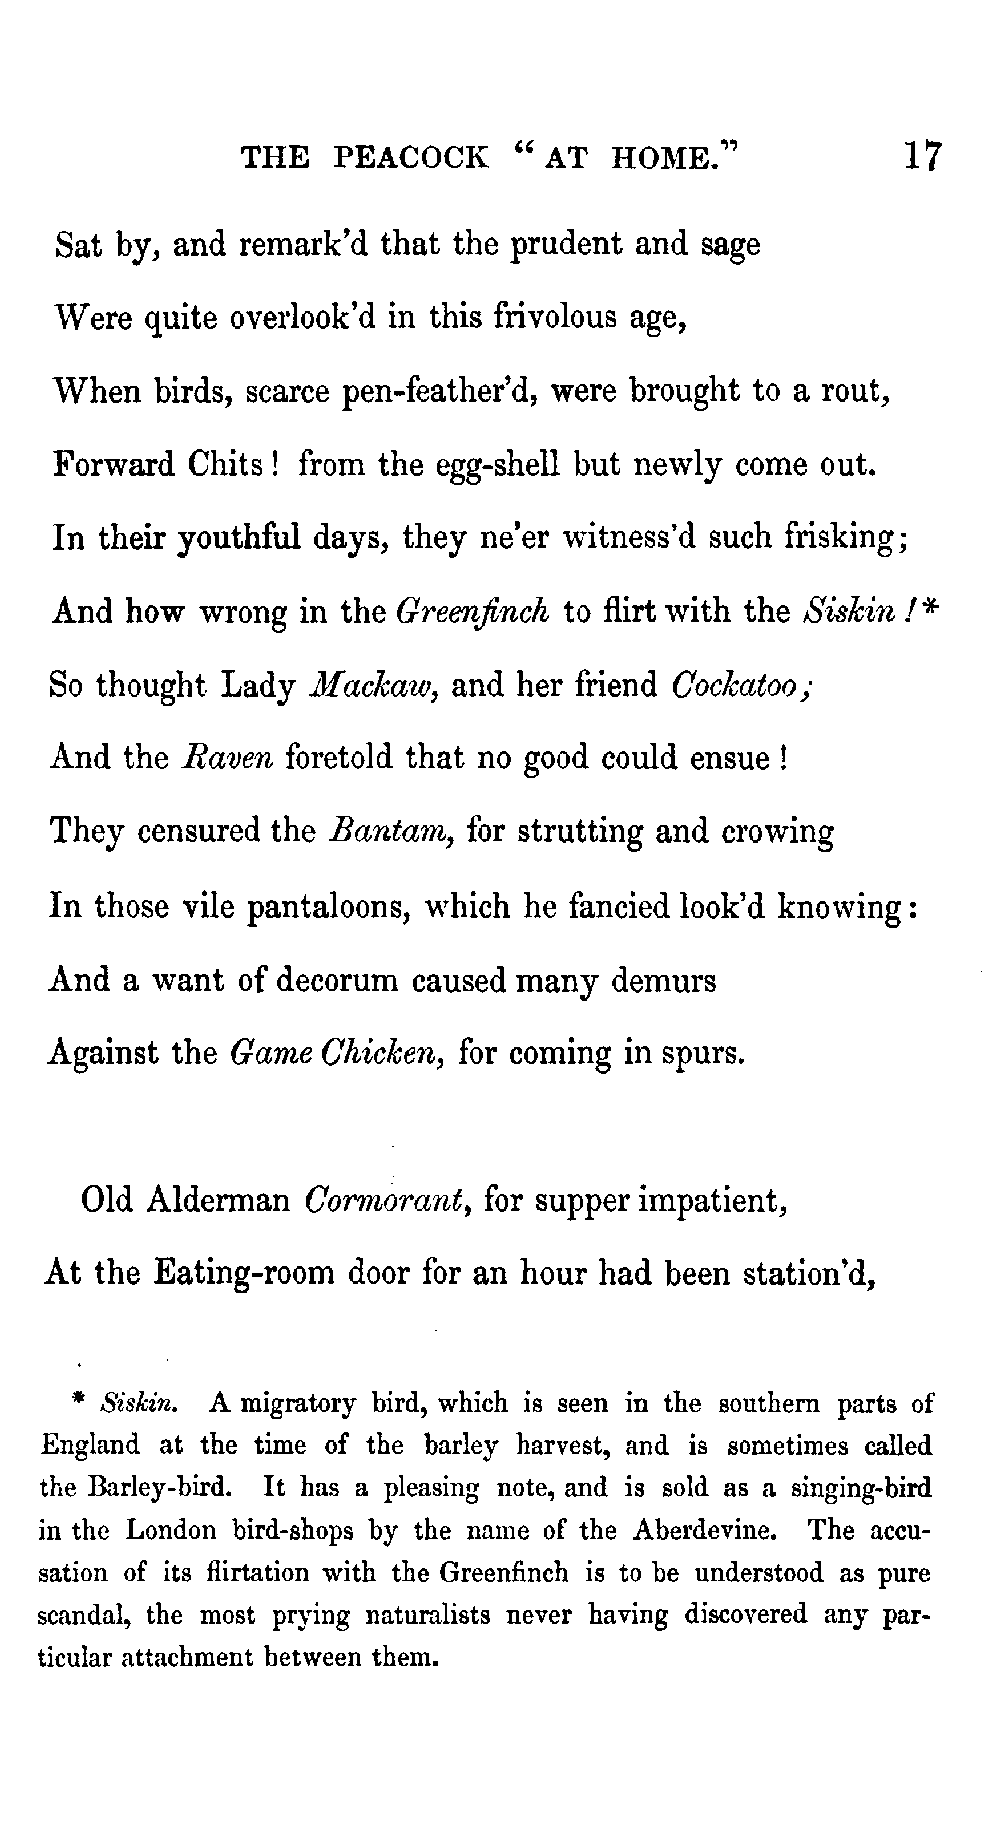 THE PEACOCK “ AT HOME.” 17
Sat by, and remark’d that the prudent and sage
Were quite overlook’d in this frivolous age,
When birds, scarce pen-feather’d, were brought to a rout,
Forward Chits ! from the egg-shell but newly come out.
In their youthful days, they ne’er witness’d such frisking;
And how wrong in the Greenfinch to flirt with the Siskin !*
So thought Lady Mackaw, and her friend Cockatoo;
And the Raven foretold that no good could ensue !
They censured the Bantam, for strutting and crowing
In those vile pantaloons, which he fancied look’d knowing:
And a want of decorum caused many demurs
Against the Game Chicken, for coming in spurs.
Old Alderman Cormorant, for supper impatient,
At the Eating-room door for an hour had been station’d,
* Siskin. A migratory bird, which is seen in the southern parts of
England at the time of the barley harvest, and is sometimes called
the Barley-bird. It has a pleasing note, and is sold as a singing-bird
in the London bird-shops by the name of the Aberdevine. The accu-
sation of its flirtation with the Greenfinch is to be understood as pure
scandal, the most prying naturalists never having discovered any par-
ticular attachment between them.